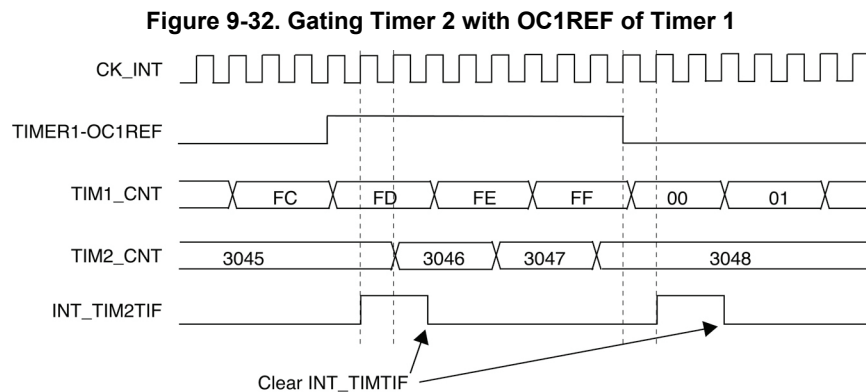 Figure 9-32. Gating Timer 2 with OC1REF of Timer 1
CK_INT
TIMER1-OC1REF
TIM1_CNT FC FD FE FF 00 01
TIM2_CNT 3045 3046 3047 3048
INT_TIM2TIF
Clear INT_TIMTIF